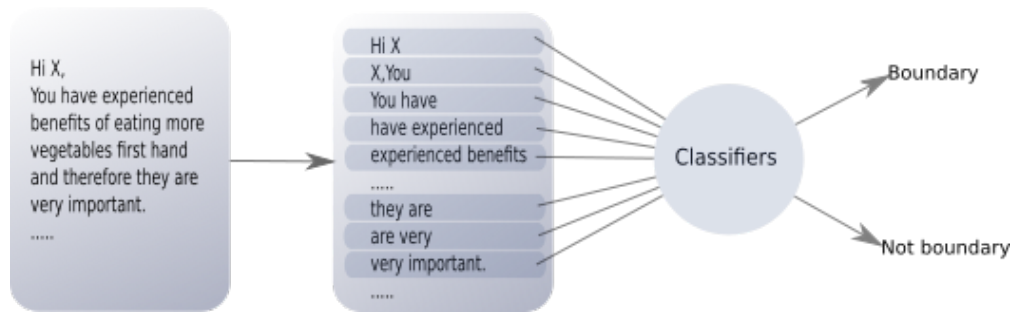 Hi X,
You have experienced
benefits of eating more
vegetables first hand
and therefore they are
very important.
.....
Hi X
X,You
You have
have experienced
experienced benefits
.....
they are
are very
very important.
.....
Classifiers
Boundary
Not boundary